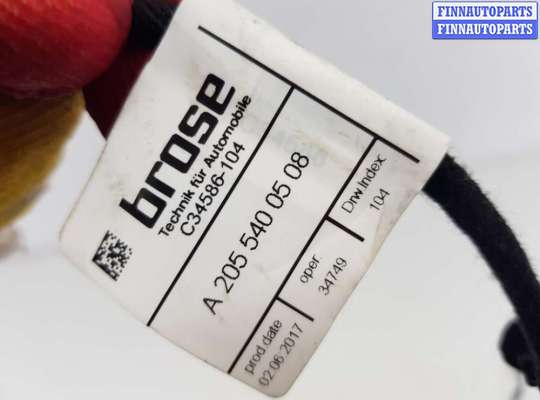 FINNAUTOPARTS
FINNAUTOPARTS
brose
Technik für Automobile
C34586-104
A 205 540 05 08
prod.date
02.06.2017
oper.
34749
Drw.Index:
104